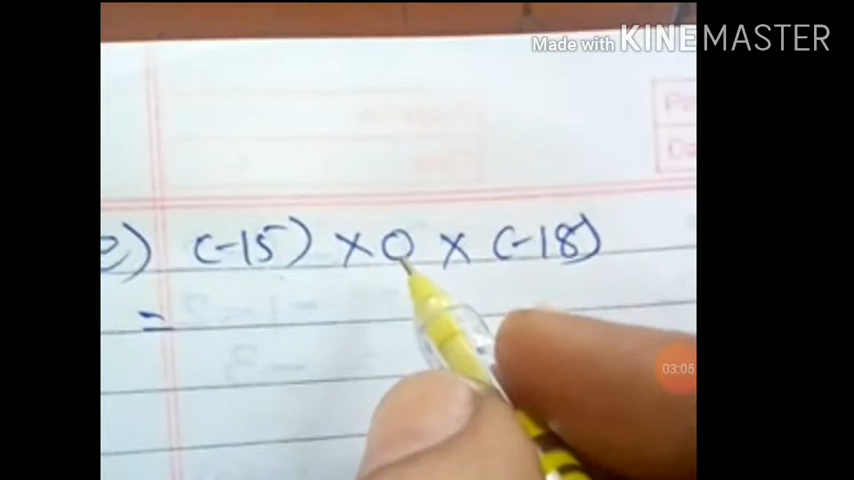 Made with KINEMASTER
e) (-15) × 0 × (-18)
=
03:05